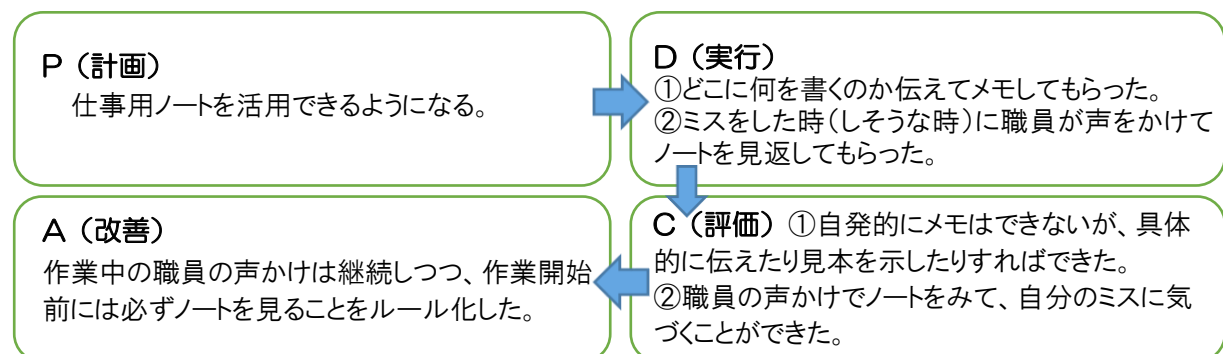 P（計画）
仕事用ノートを活用できるようになる。
D（実行）
①どこに何を書くのか伝えてメモしてもらった。
②ミスをした時（しそうな時）に職員が声をかけて
ノートを見返してもらった。
C（評価）①自発的にメモはできないが、具体
的に伝えたり見本を示したりすればできた。
②職員の声かけでノートをみて、自分のミスに気
づくことができた。
A（改善）
作業中の職員の声かけは継続しつつ、作業開始
前には必ずノートを見ることをルール化した。